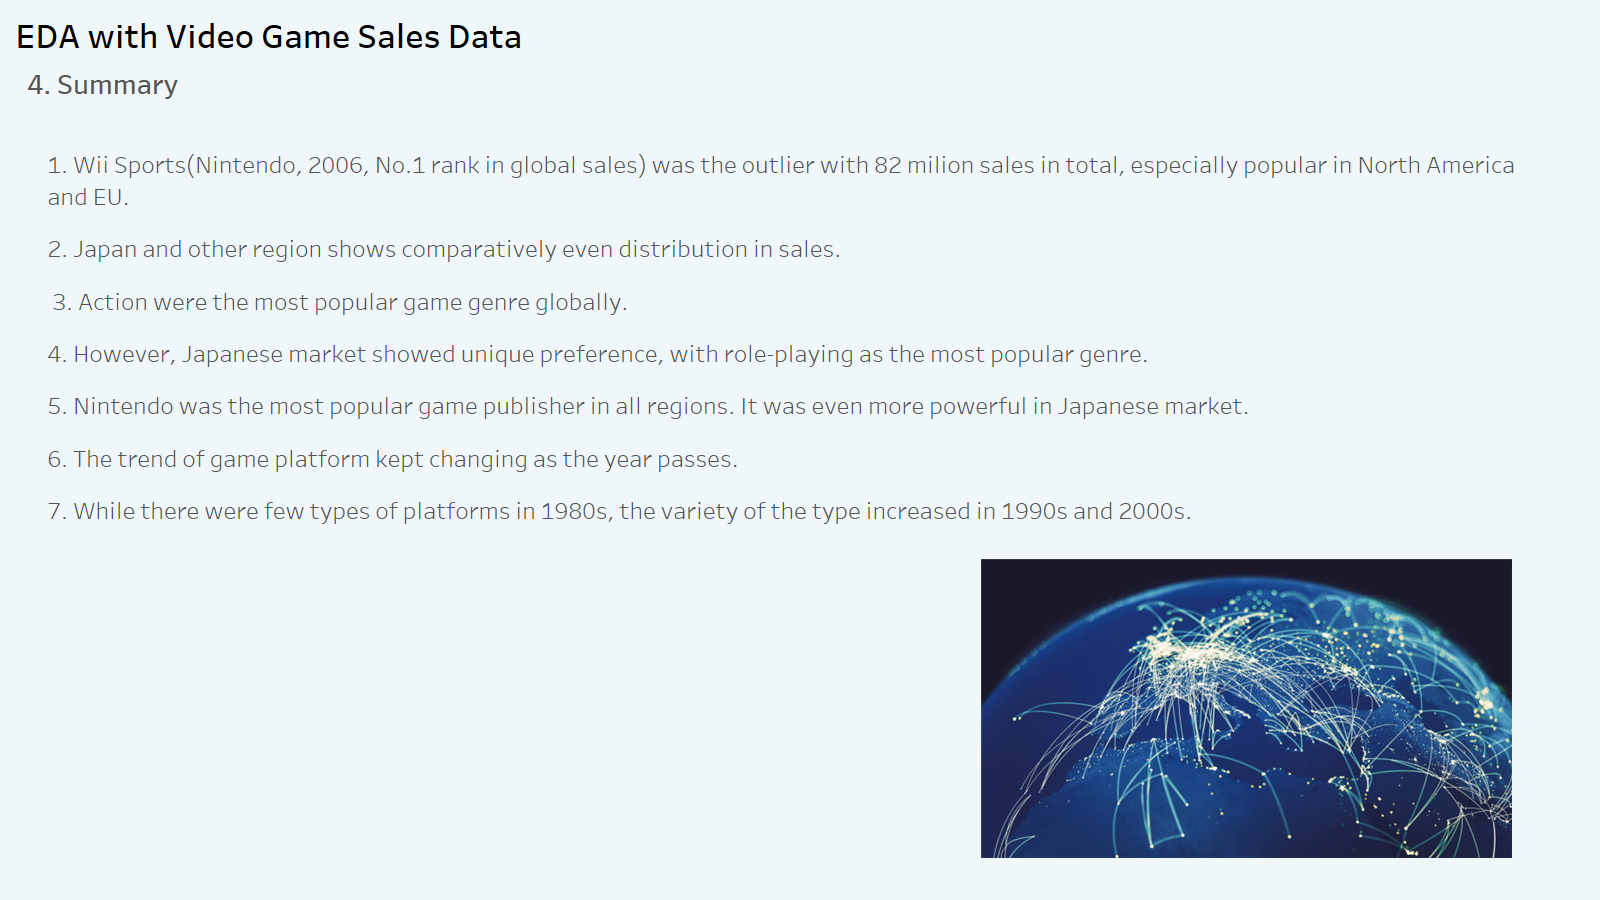 EDA with Video Game Sales Data
4. Summary
1. Wii Sports(Nintendo, 2006, No.1 rank in global sales) was the outlier with 82 milion sales in total, especially popular in North America
and EU.
2. Japan and other region shows comparatively even distribution in sales.
3. Action were the most popular game genre globally.
4. However, Japanese market showed unique preference, with role-playing as the most popular genre.
5. Nintendo was the most popular game publisher in all regions. It was even more powerful in Japanese market.
6. The trend of game platform kept changing as the year passes.
7. While there were few types of platforms in 1980s, the variety of the type increased in 1990s and 2000s.